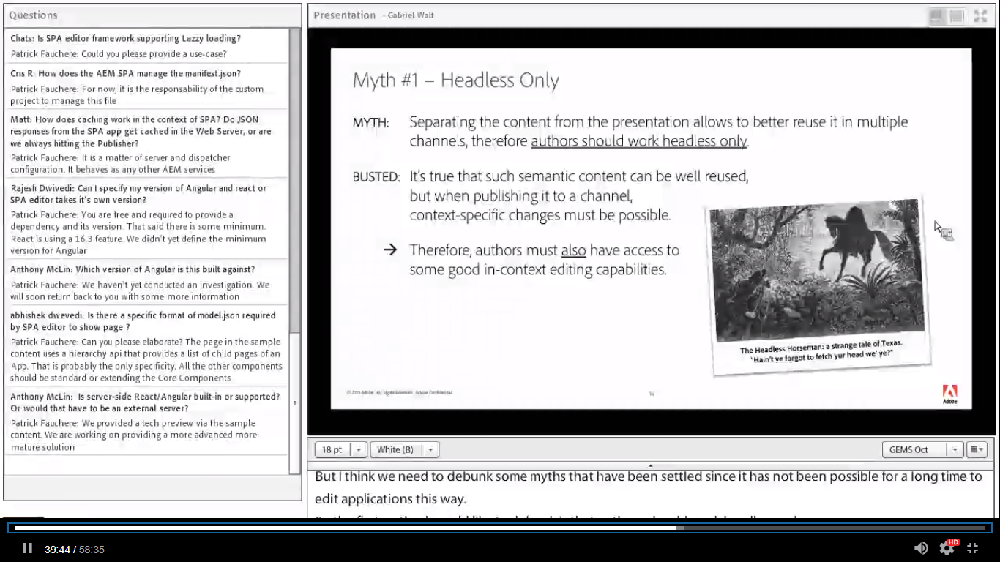 Questions
Chats: Is SPA editor framework supporting Lazy loading?
Patrick Fauchere: Could you please provide a use-case?
Cris R: How does the AEM SPA manage the manifest.json?
Patrick Fauchere: For now, it is the responsability of the custom
project to manage this file
Matt: How does caching work in the context of SPA? Do JSON
responses from the SPA app get cached in the Web Server, or are
we always hitting the Publisher?
Patrick Fauchere: It is a matter of server and dispatcher
configuration. It behaves as any other AEM services
Rajesh Dwivedi: Can I specify my version of Angular and react or
SPA editor takes it's own version?
Patrick Fauchere: You are free and required to provide a
dependency and its version. That said there is some minimum.
React is using a 16.3 feature. We didn't yet define the minimum
version for Angular
Anthony McLin: Which version of Angular is this built against?
Patrick Fauchere: We haven't yet conducted an investigation. We
will soon return back to you with some more information
abhishek dwevedi: Is there a specific format of model.json required
by SPA editor to show page ?
Patrick Fauchere: Can you please elaborate? The page in the sample
content uses a hierarchy api that provides a list of child pages of an
App. That is probably the only specificity. All the other components
should be standard or extending the Core Components
Anthony McLin: Is server-side React/Angular built-in or supported?
Or would that have to be an external server?
Patrick Fauchere: We provided a tech preview via the sample
content. We are working on providing a more advanced more
mature solution
Presentation - Gabriel Walt
Myth #1 – Headless Only
MYTH: Separating the content from the presentation allows to better reuse it in multiple
channels, therefore authors should work headless only.
BUSTED: It's true that such semantic content can be well reused,
but when publishing it to a channel,
context-specific changes must be possible.
→ Therefore, authors must also have access to
some good in-context editing capabilities.
The Headless Horseman: a strange tale of Texas.
"Hain't ye forgot to fetch yur head we' ye?"
Adobe
18 pt
White (B)
GEMS Oct
But I think we need to debunk some myths that have been settled since it has not been possible for a long time to
edit applications this way.
39:44 / 58:35
HD